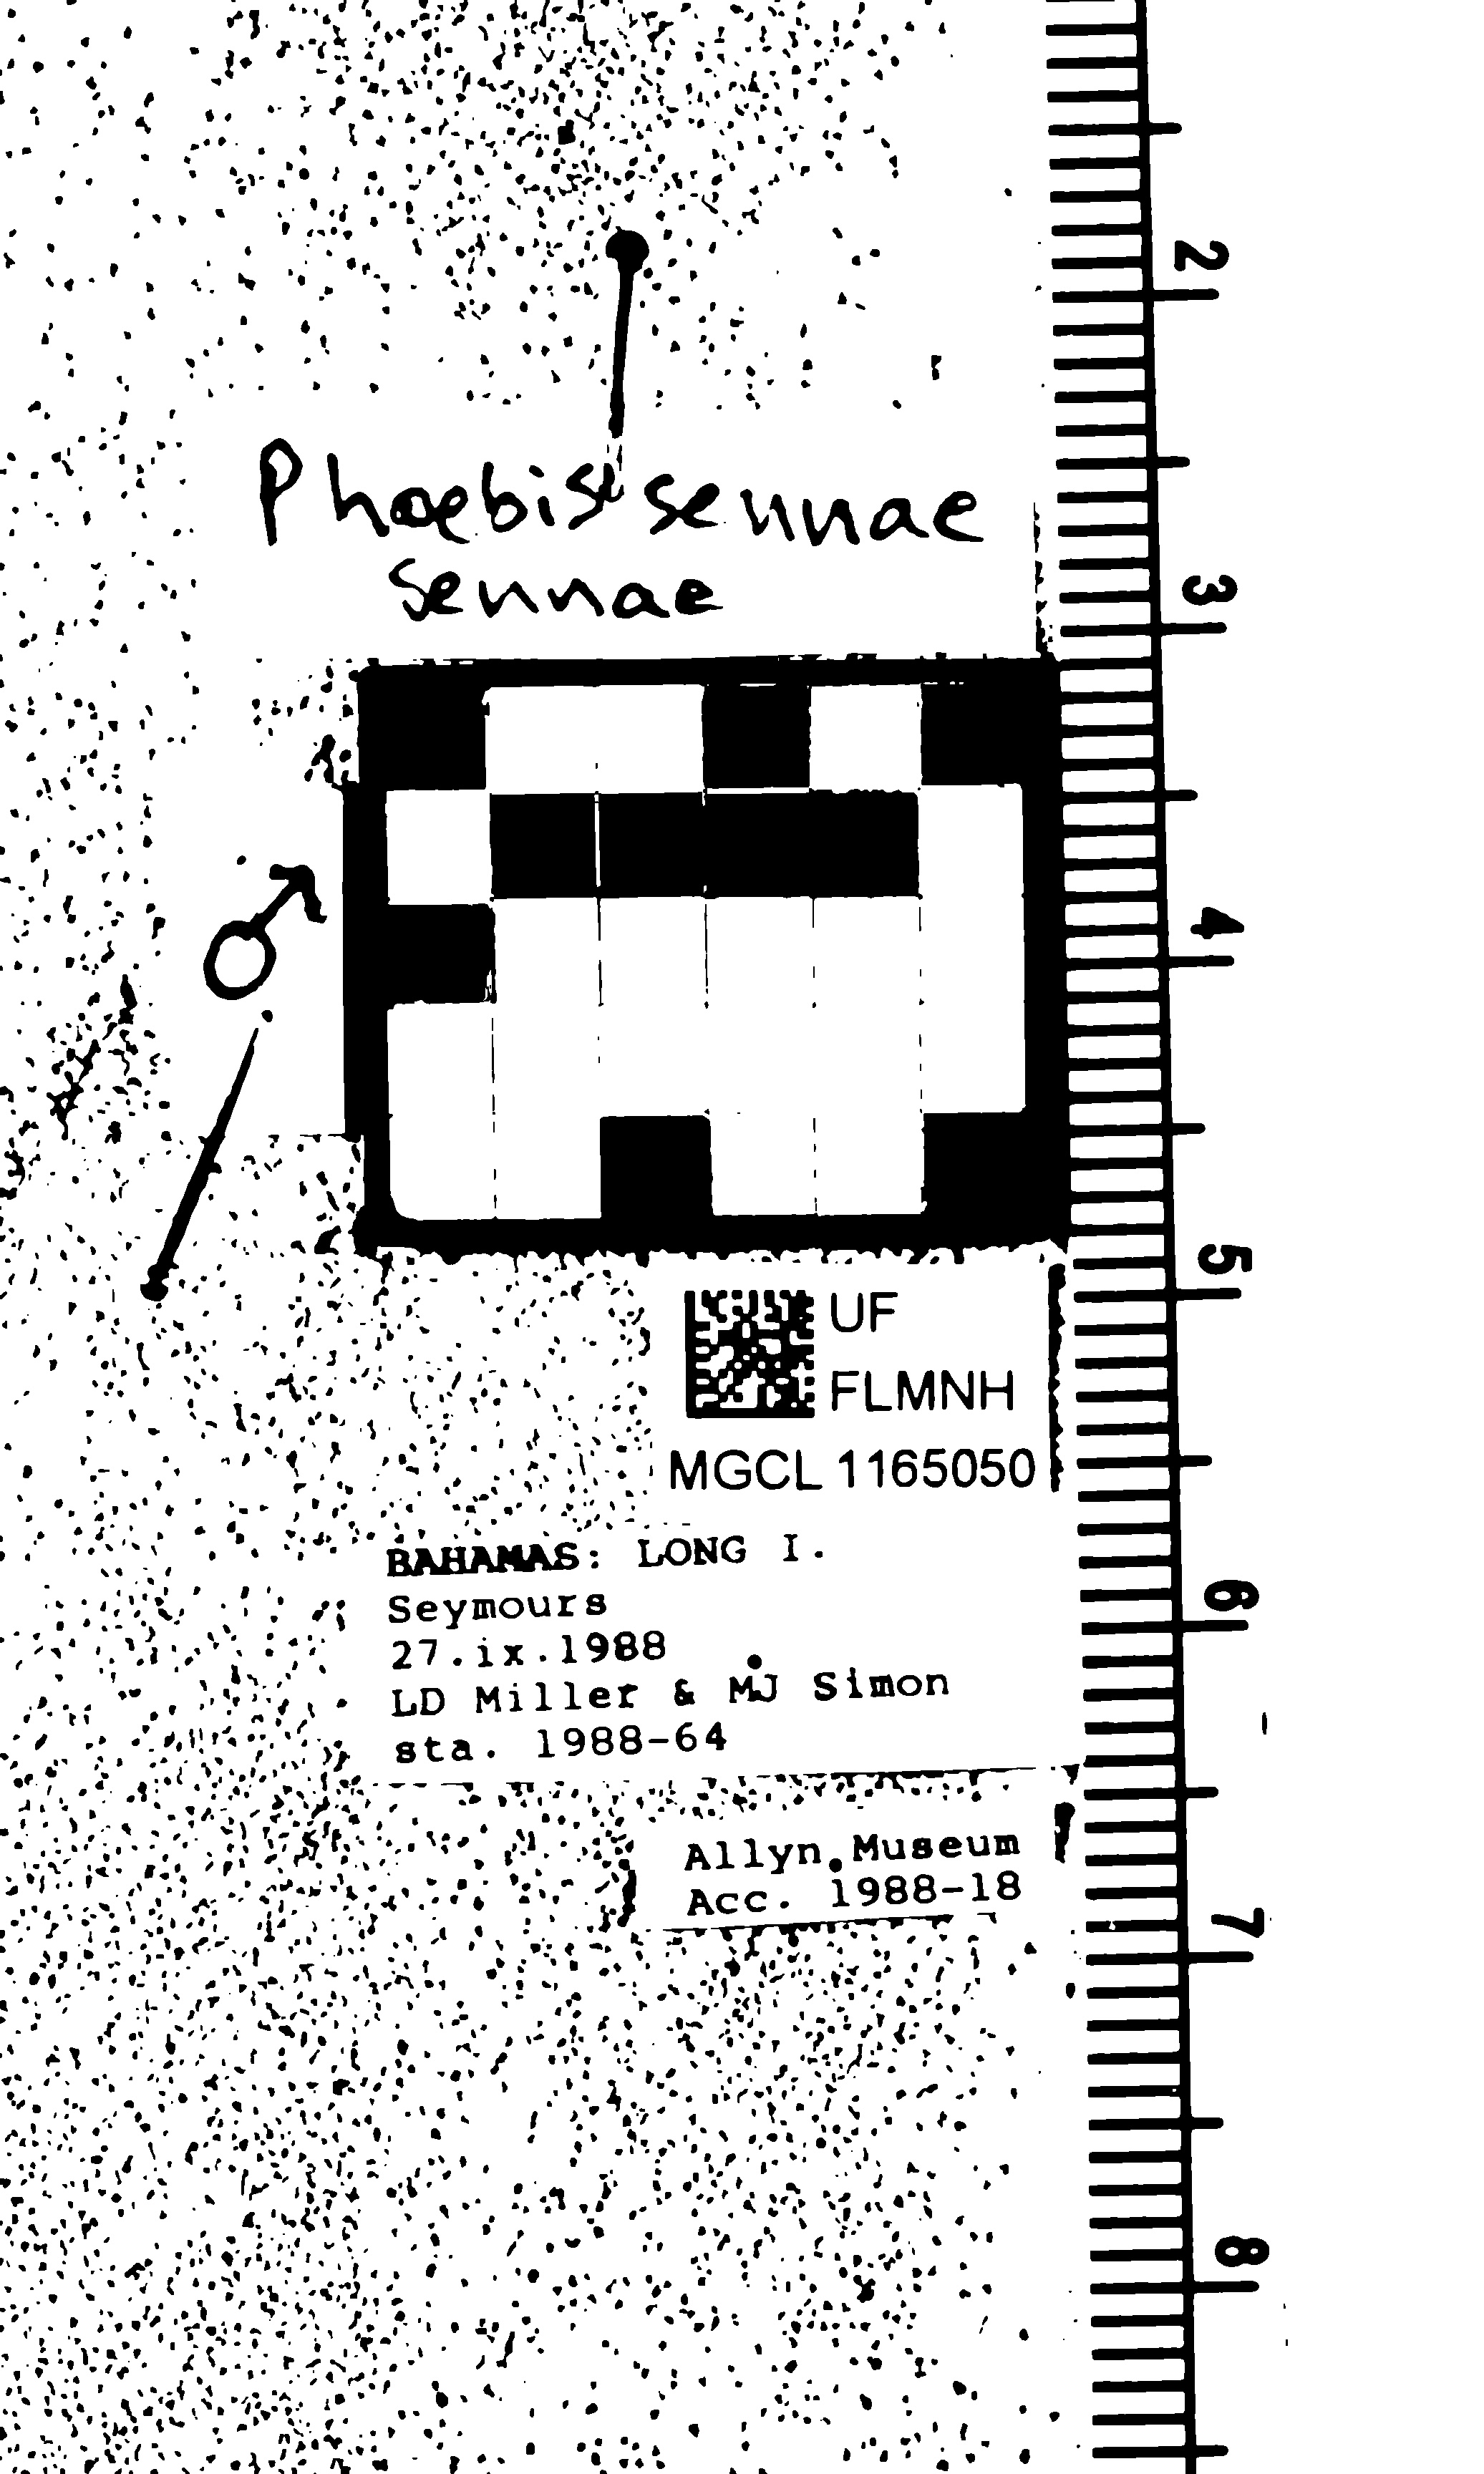 Phoebis sennae
sennae
♂
UF
FLMNH
MGCL 1165050
BAHAMAS: LONG I.
Seymours
27.ix.1988
LD Miller & MJ Simon
sta. 1988-64
Allyn Museum
Acc. 1988-18
2
3
4
5
6
7
8